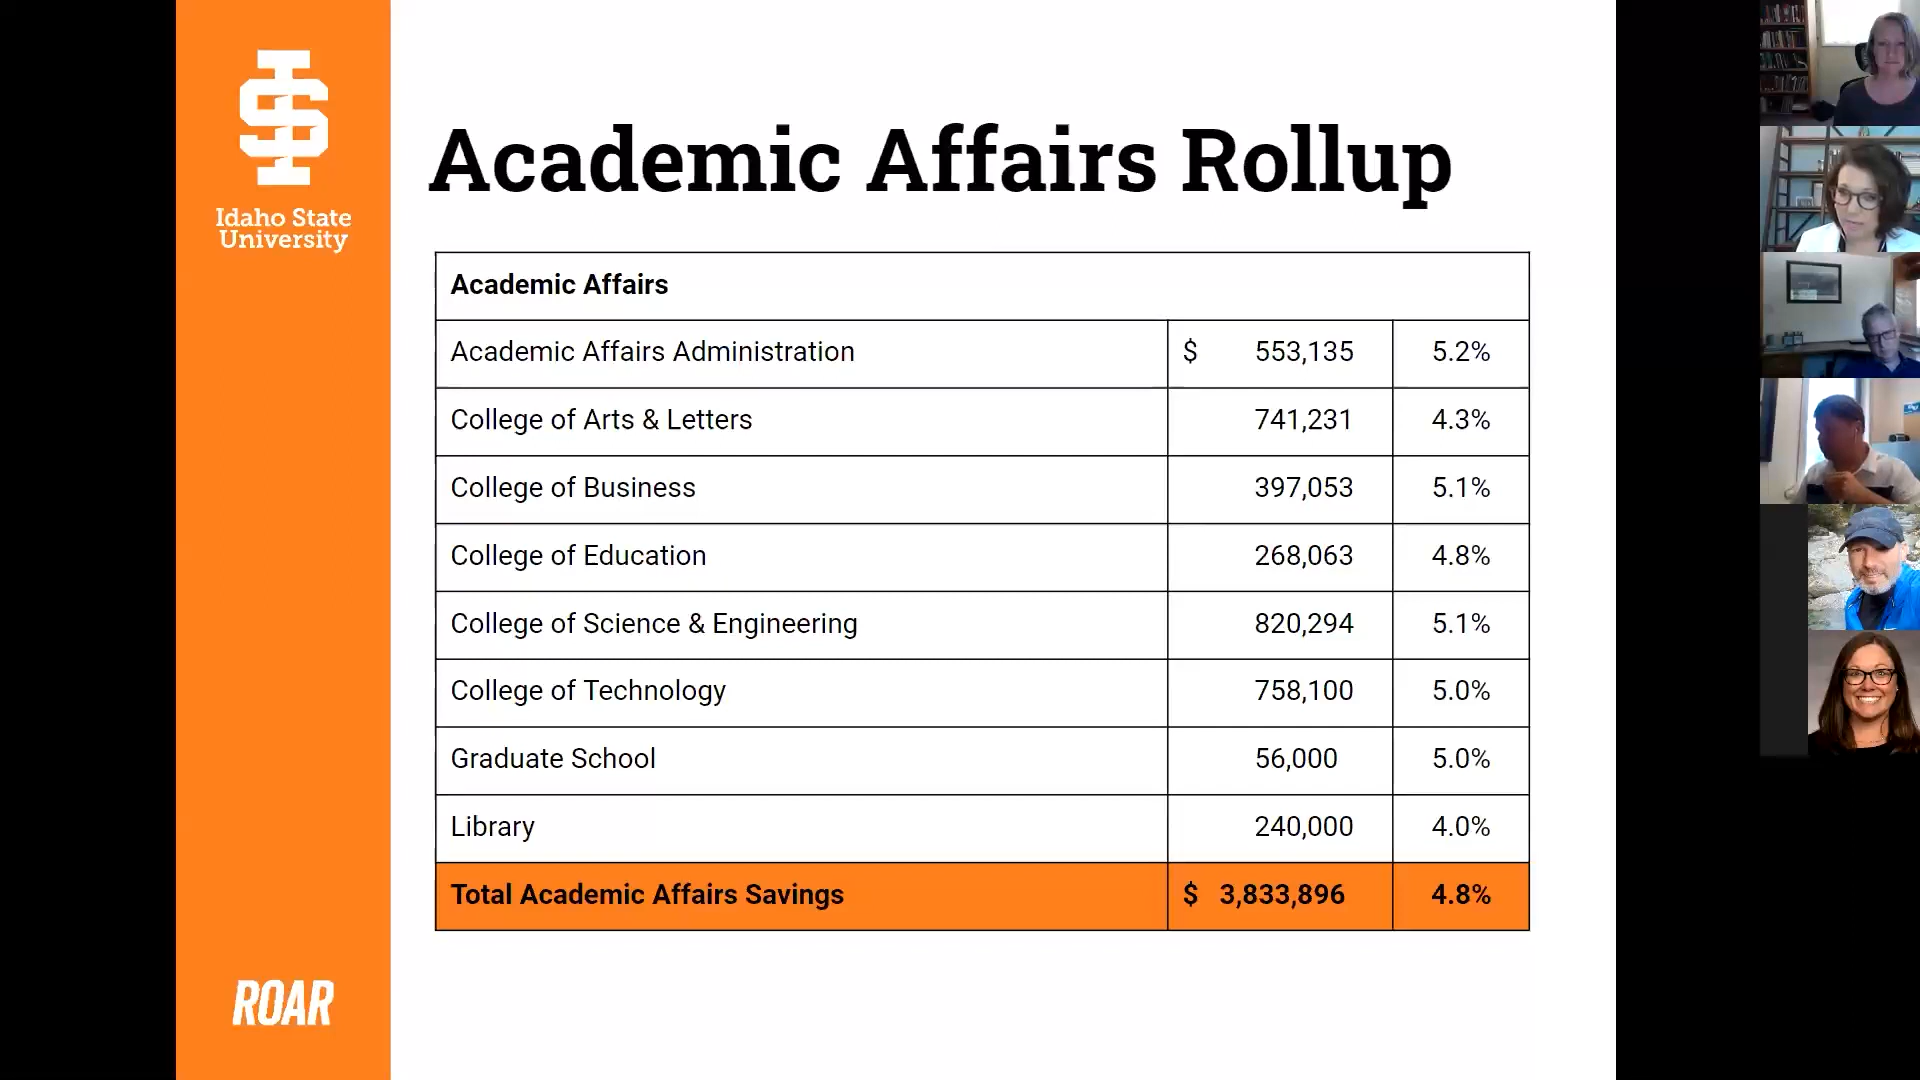 Idaho State
University
Academic Affairs Rollup
Academic Affairs
Academic Affairs Administration $ 553,135 5.2%
College of Arts & Letters 741,231 4.3%
College of Business 397,053 5.1%
College of Education 268,063 4.8%
College of Science & Engineering 820,294 5.1%
College of Technology 758,100 5.0%
Graduate School 56,000 5.0%
Library 240,000 4.0%
Total Academic Affairs Savings $ 3,833,896 4.8%
ROAR